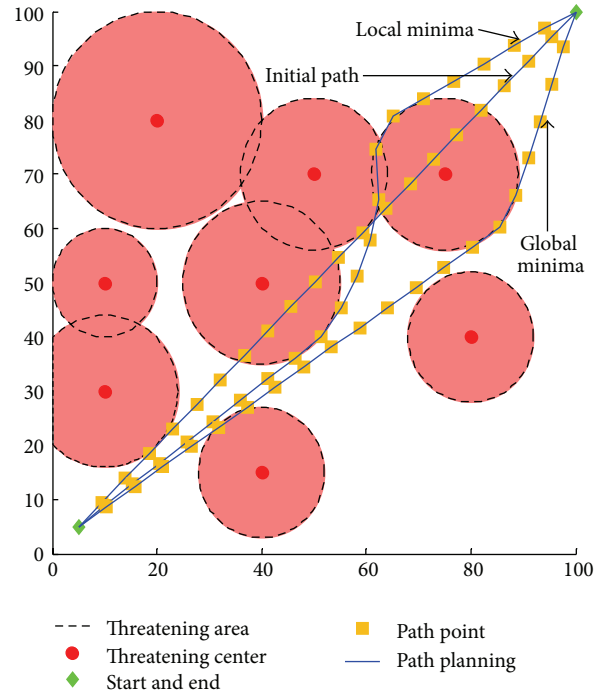 100
90
80
70
60
50
40
30
20
10
0
0 20 40 60 80 100
Local minima
Initial path
Global
minima
Threatening area
Threatening center
Start and end
Path point
Path planning